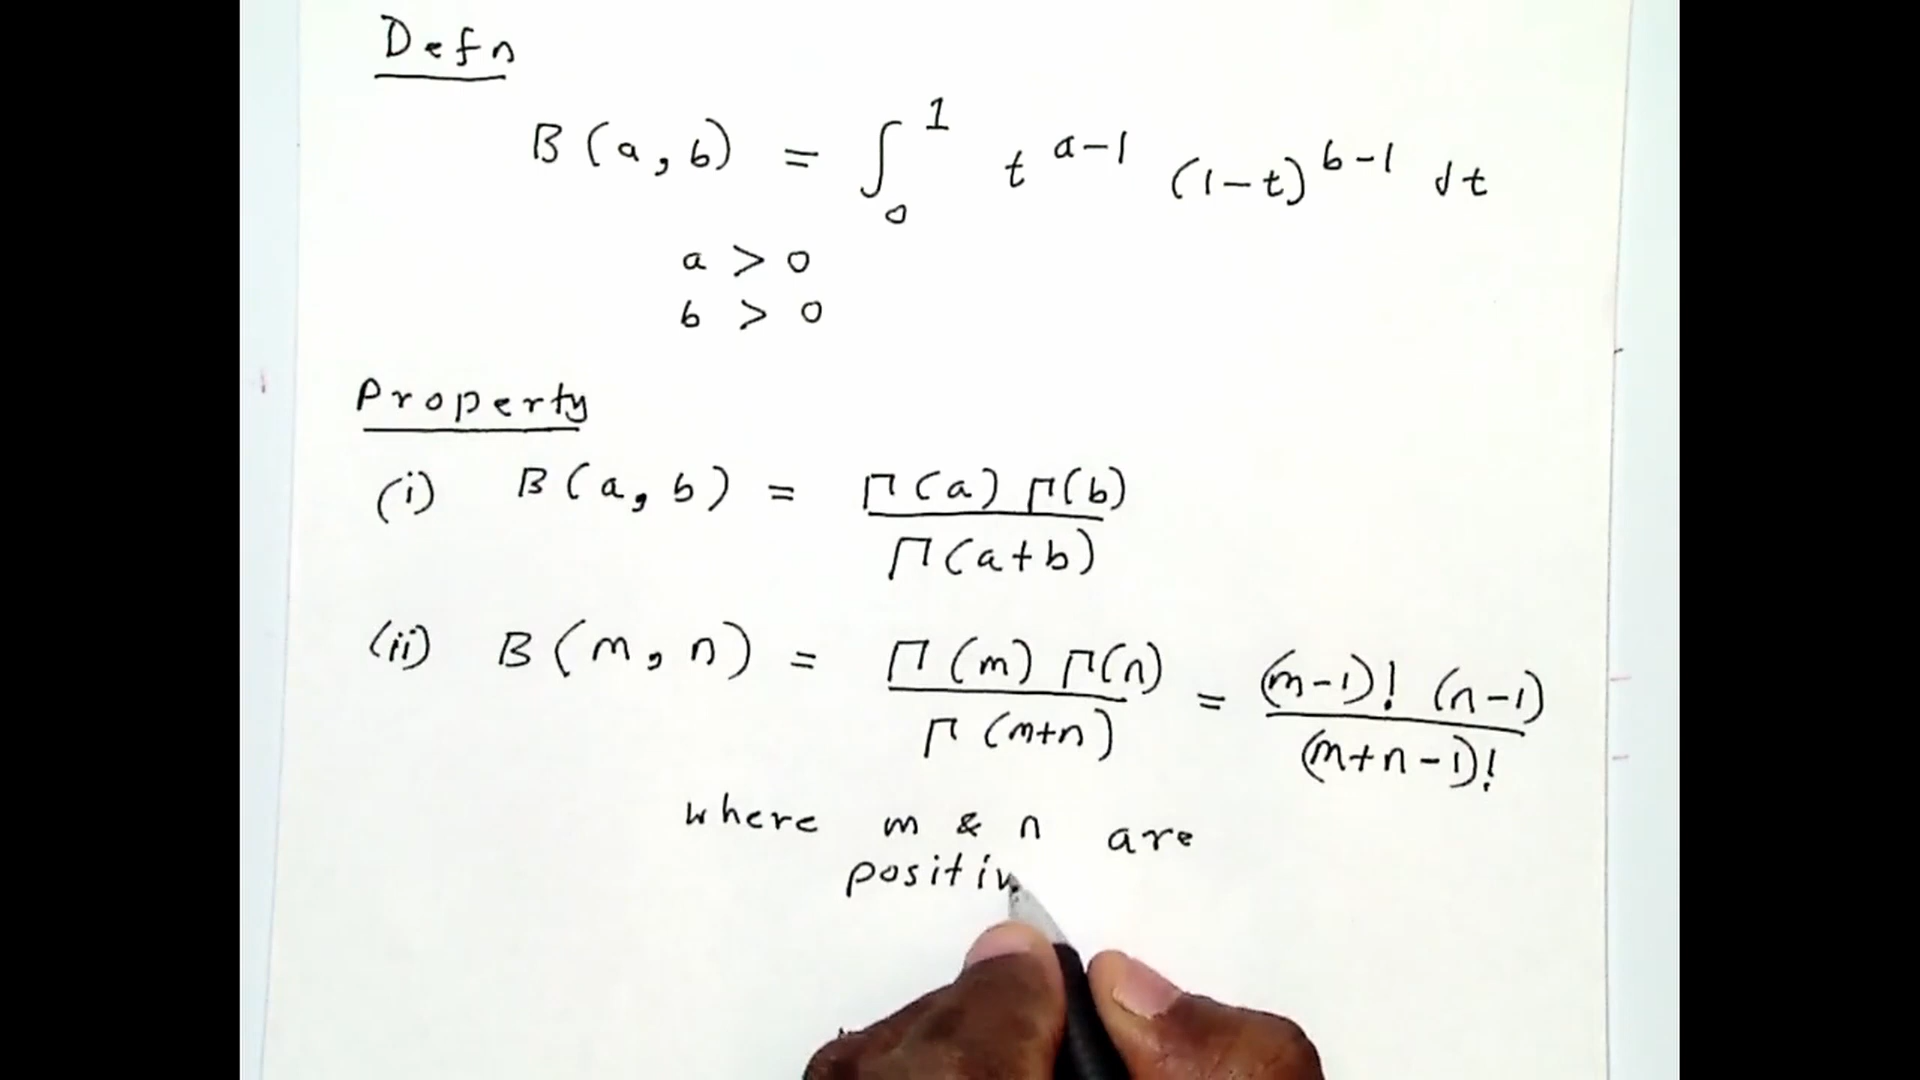 Defn
B(a, b) = ∫₀¹ t^(a-1) (1-t)^(b-1) dt
a > 0
b > 0
Property
(i) B(a, b) = Γ(a) Γ(b) / Γ(a+b)
(ii) B(m, n) = Γ(m) Γ(n) / Γ(m+n) = (m-1)! (n-1) / (m+n-1)!
where m & n are
positiv